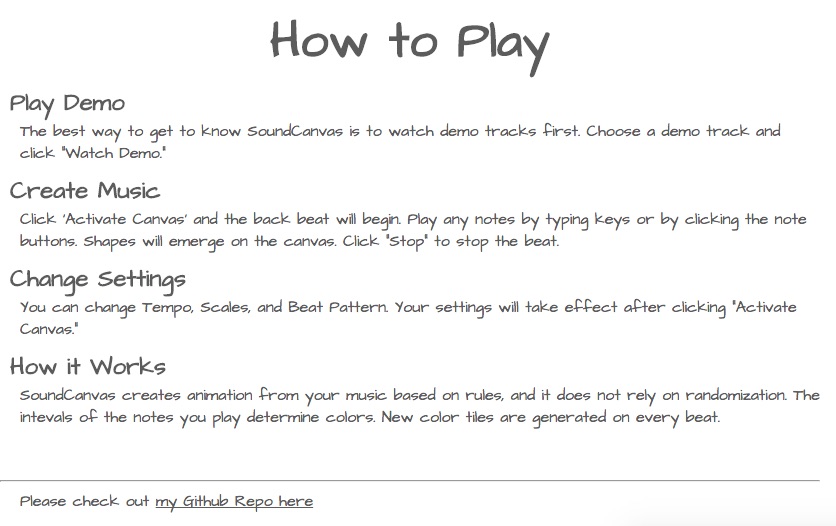 How to Play
Play Demo
The best way to get to know SoundCanvas is to watch demo tracks first. Choose a demo track and
click "Watch Demo."
Create Music
Click 'Activate Canvas' and the back beat will begin. Play any notes by typing keys or by clicking the note
buttons. Shapes will emerge on the canvas. Click "Stop" to stop the beat.
Change Settings
You can change Tempo, Scales, and Beat Pattern. Your settings will take effect after clicking "Activate
Canvas."
How it Works
SoundCanvas creates animation from your music based on rules, and it does not rely on randomization. The
intevals of the notes you play determine colors. New color tiles are generated on every beat.
Please check out my Github Repo here